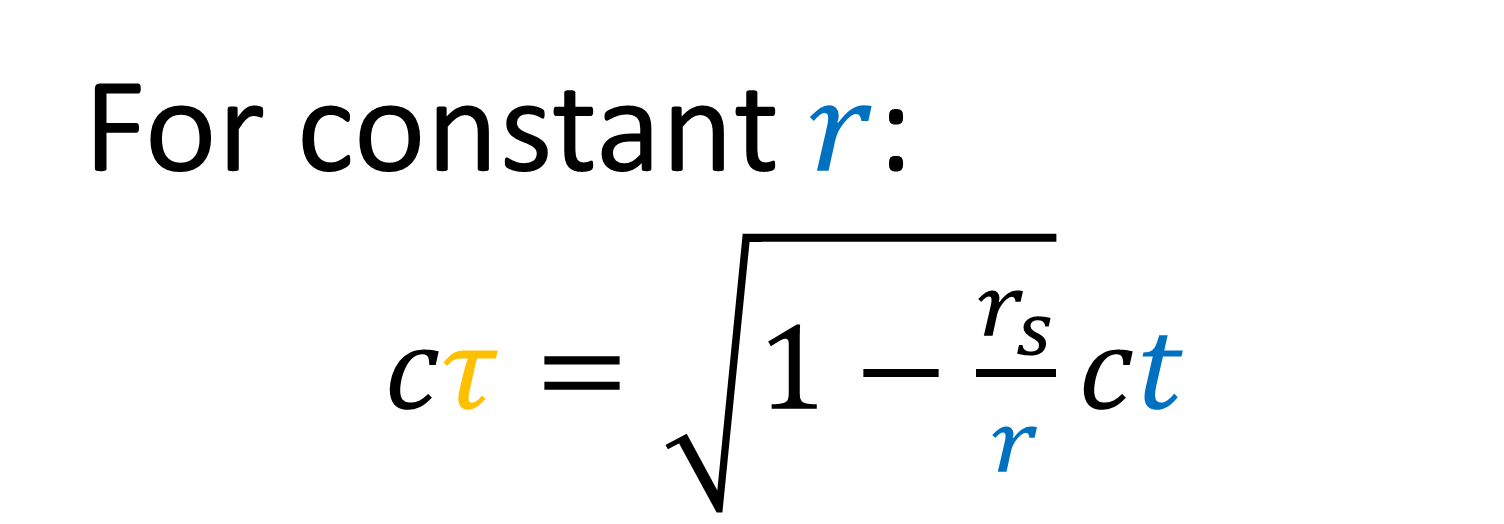 For constant r:
cτ = √(1 − r_s/r) ct